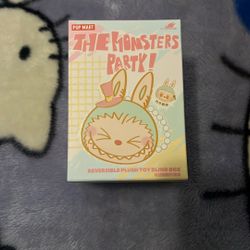 POP MART
THE MONSTERS
PARTY!
REVERSIBLE PLUSH TOY BLIND BOX